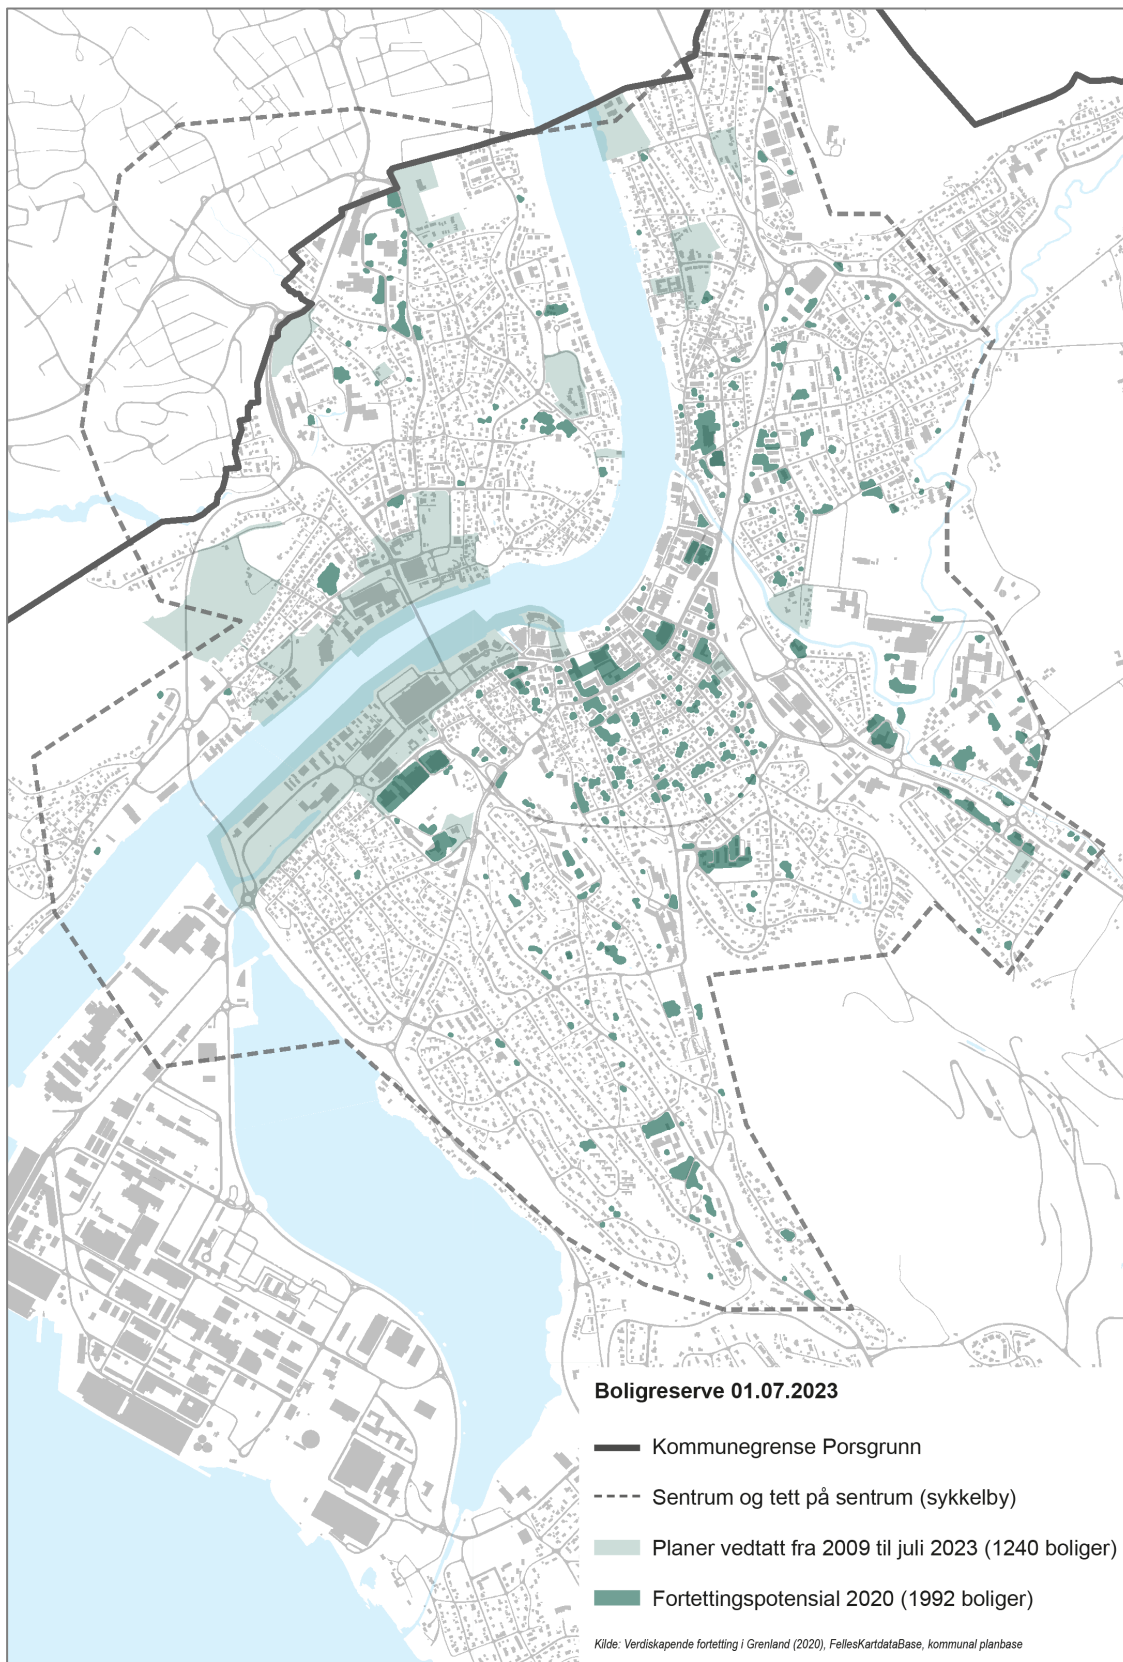 Boligreserve 01.07.2023
Kommunegrense Porsgrunn
Sentrum og tett på sentrum (sykkelby)
Planer vedtatt fra 2009 til juli 2023 (1240 boliger)
Fortettingspotensial 2020 (1992 boliger)
Kilde: Verdiskapende fortetting i Grenland (2020), FellesKartdataBase, kommunal planbase